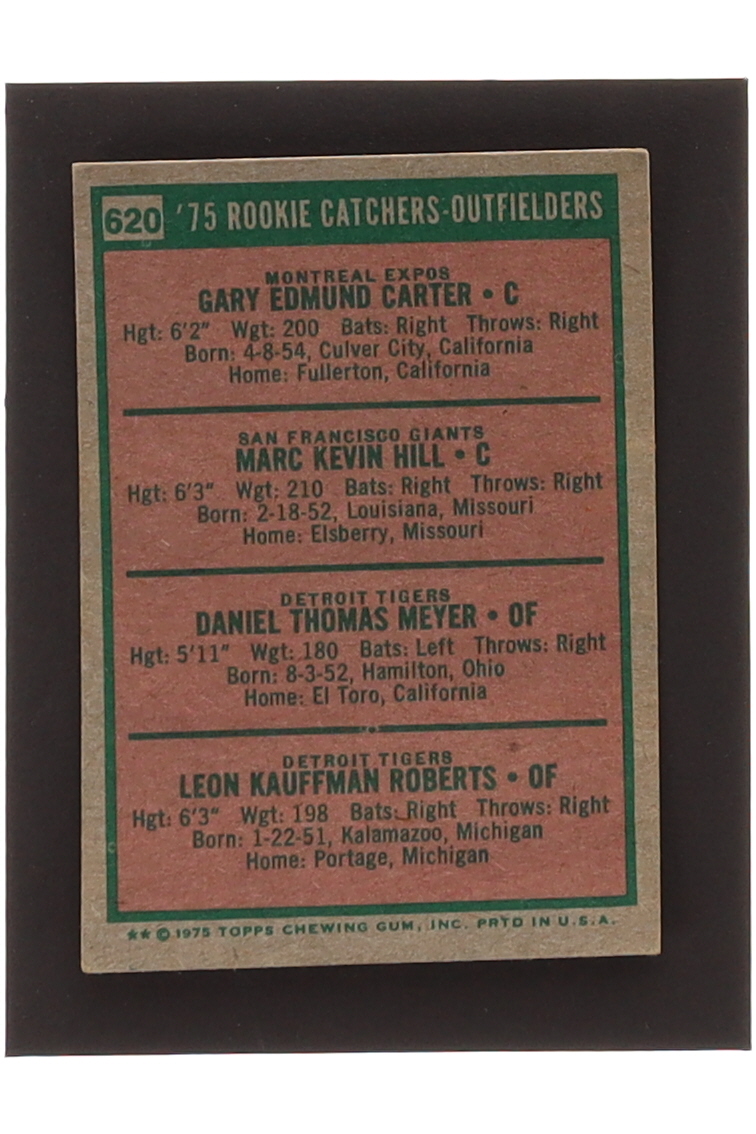 620 '75 ROOKIE CATCHERS-OUTFIELDERS
MONTREAL EXPOS
GARY EDMUND CARTER • C
Hgt: 6'2" Wgt: 200 Bats: Right Throws: Right
Born: 4-8-54, Culver City, California
Home: Fullerton, California
SAN FRANCISCO GIANTS
MARC KEVIN HILL • C
Hgt: 6'3" Wgt: 210 Bats: Right Throws: Right
Born: 2-18-52, Louisiana, Missouri
Home: Elsberry, Missouri
DETROIT TIGERS
DANIEL THOMAS MEYER • OF
Hgt: 5'11" Wgt: 180 Bats: Left Throws: Right
Born: 8-3-52, Hamilton, Ohio
Home: El Toro, California
DETROIT TIGERS
LEON KAUFFMAN ROBERTS • OF
Hgt: 6'3" Wgt: 198 Bats: Right Throws: Right
Born: 1-22-51, Kalamazoo, Michigan
Home: Portage, Michigan
★★ © 1975 TOPPS CHEWING GUM, INC. PRTD IN U.S.A.